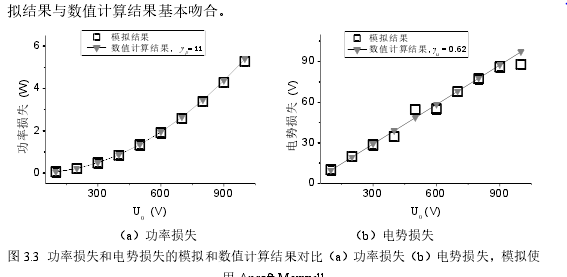 拟结果与数值计算结果基本吻合。
模拟结果
数值计算结果，γp=11
功率损失 (W)
6
4
2
0
300 600 900
U0 (V)
模拟结果
数值计算结果，γu=0.62
电势损失 (V)
90
60
30
0
0 300 600 900
U0 (V)
（a）功率损失
（b）电势损失
图 3.3 功率损失和电势损失的模拟和数值计算结果对比（a）功率损失（b）电势损失，模拟使